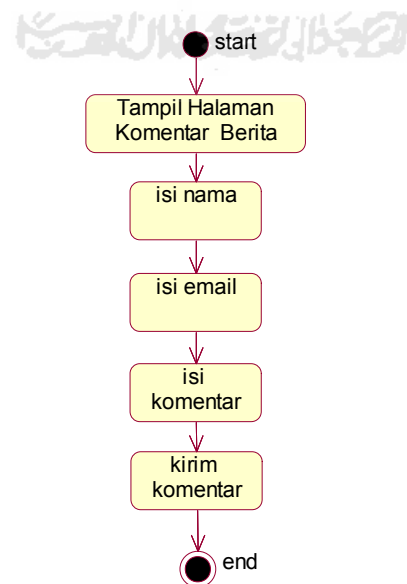 start
Tampil Halaman
Komentar Berita
isi nama
isi email
isi
komentar
kirim
komentar
end